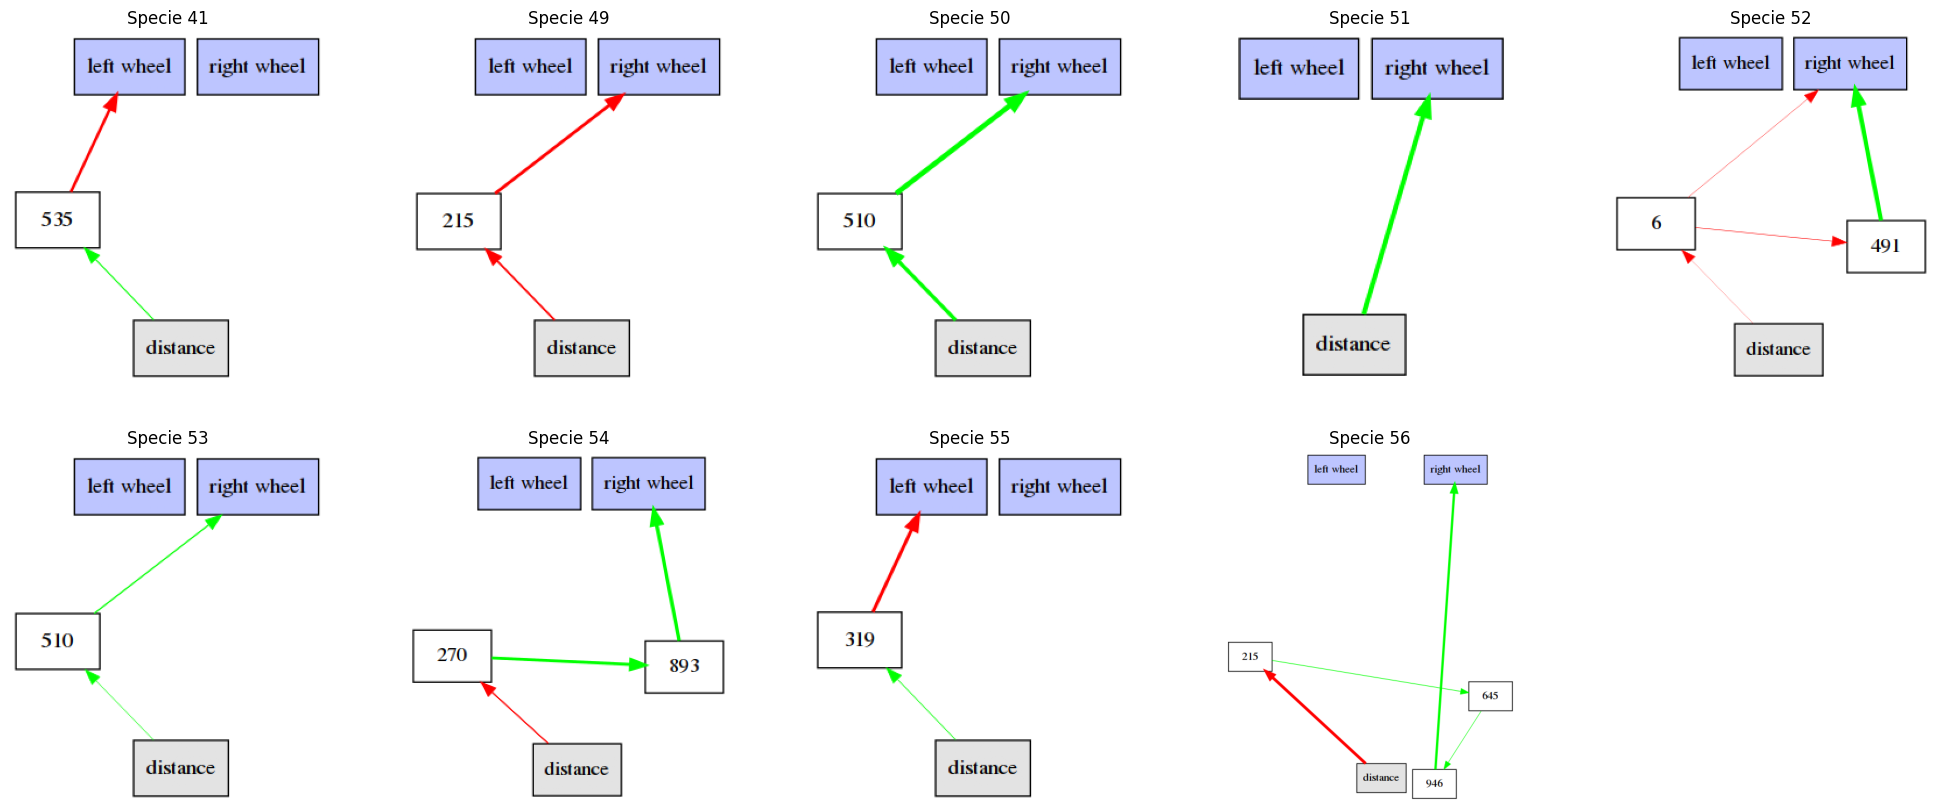 Specie 41
left wheel
right wheel
535
distance
Specie 49
left wheel
right wheel
215
distance
Specie 50
left wheel
right wheel
510
distance
Specie 51
left wheel
right wheel
distance
Specie 52
left wheel
right wheel
6
491
distance
Specie 53
left wheel
right wheel
510
distance
Specie 54
left wheel
right wheel
270
893
distance
Specie 55
left wheel
right wheel
319
distance
Specie 56
left wheel
right wheel
215
645
distance
946